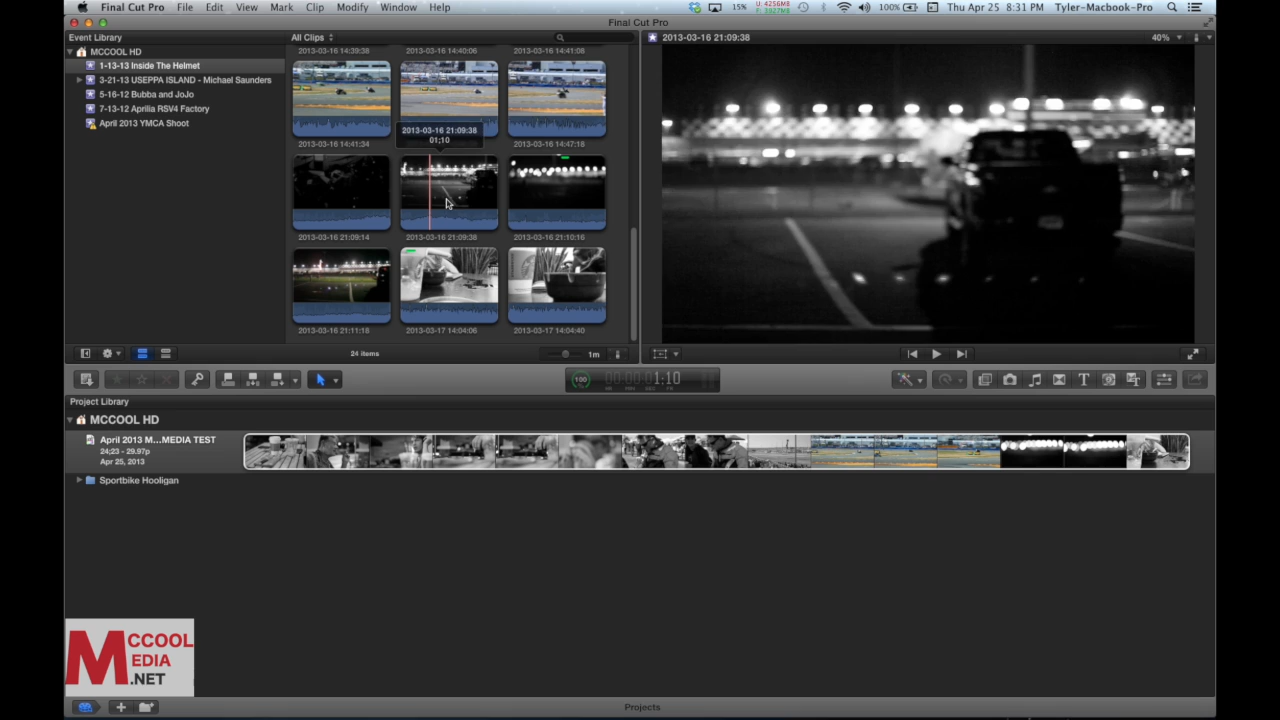 Final Cut Pro File Edit View Mark Clip Modify Window Help
15% 100% Thu Apr 25 8:31 PM Tyler-Macbook-Pro
Final Cut Pro
Event Library
MCCOOL HD
1-13-13 Inside The Helmet
3-21-13 USEPPA ISLAND - Michael Saunders
5-16-12 Bubba and JoJo
7-13-12 Aprilia RSV4 Factory
April 2013 YMCA Shoot
All Clips
2013-03-16 14:39:38 2013-03-16 14:40:06 2013-03-16 14:41:08
2013-03-16 21:09:38
01;10
2013-03-16 14:41:34 2013-03-16 14:47:18
2013-03-16 21:09:14 2013-03-16 21:09:38 2013-03-16 21:10:16
2013-03-16 21:11:18 2013-03-17 14:04:06 2013-03-17 14:04:40
24 items
1m
2013-03-16 21:09:38
40%
100
1:10
Project Library
MCCOOL HD
April 2013 M...MEDIA TEST
24;23 - 29.97p
Apr 25, 2013
Sportbike Hooligan
MCCOOL
MEDIA
.NET
Projects